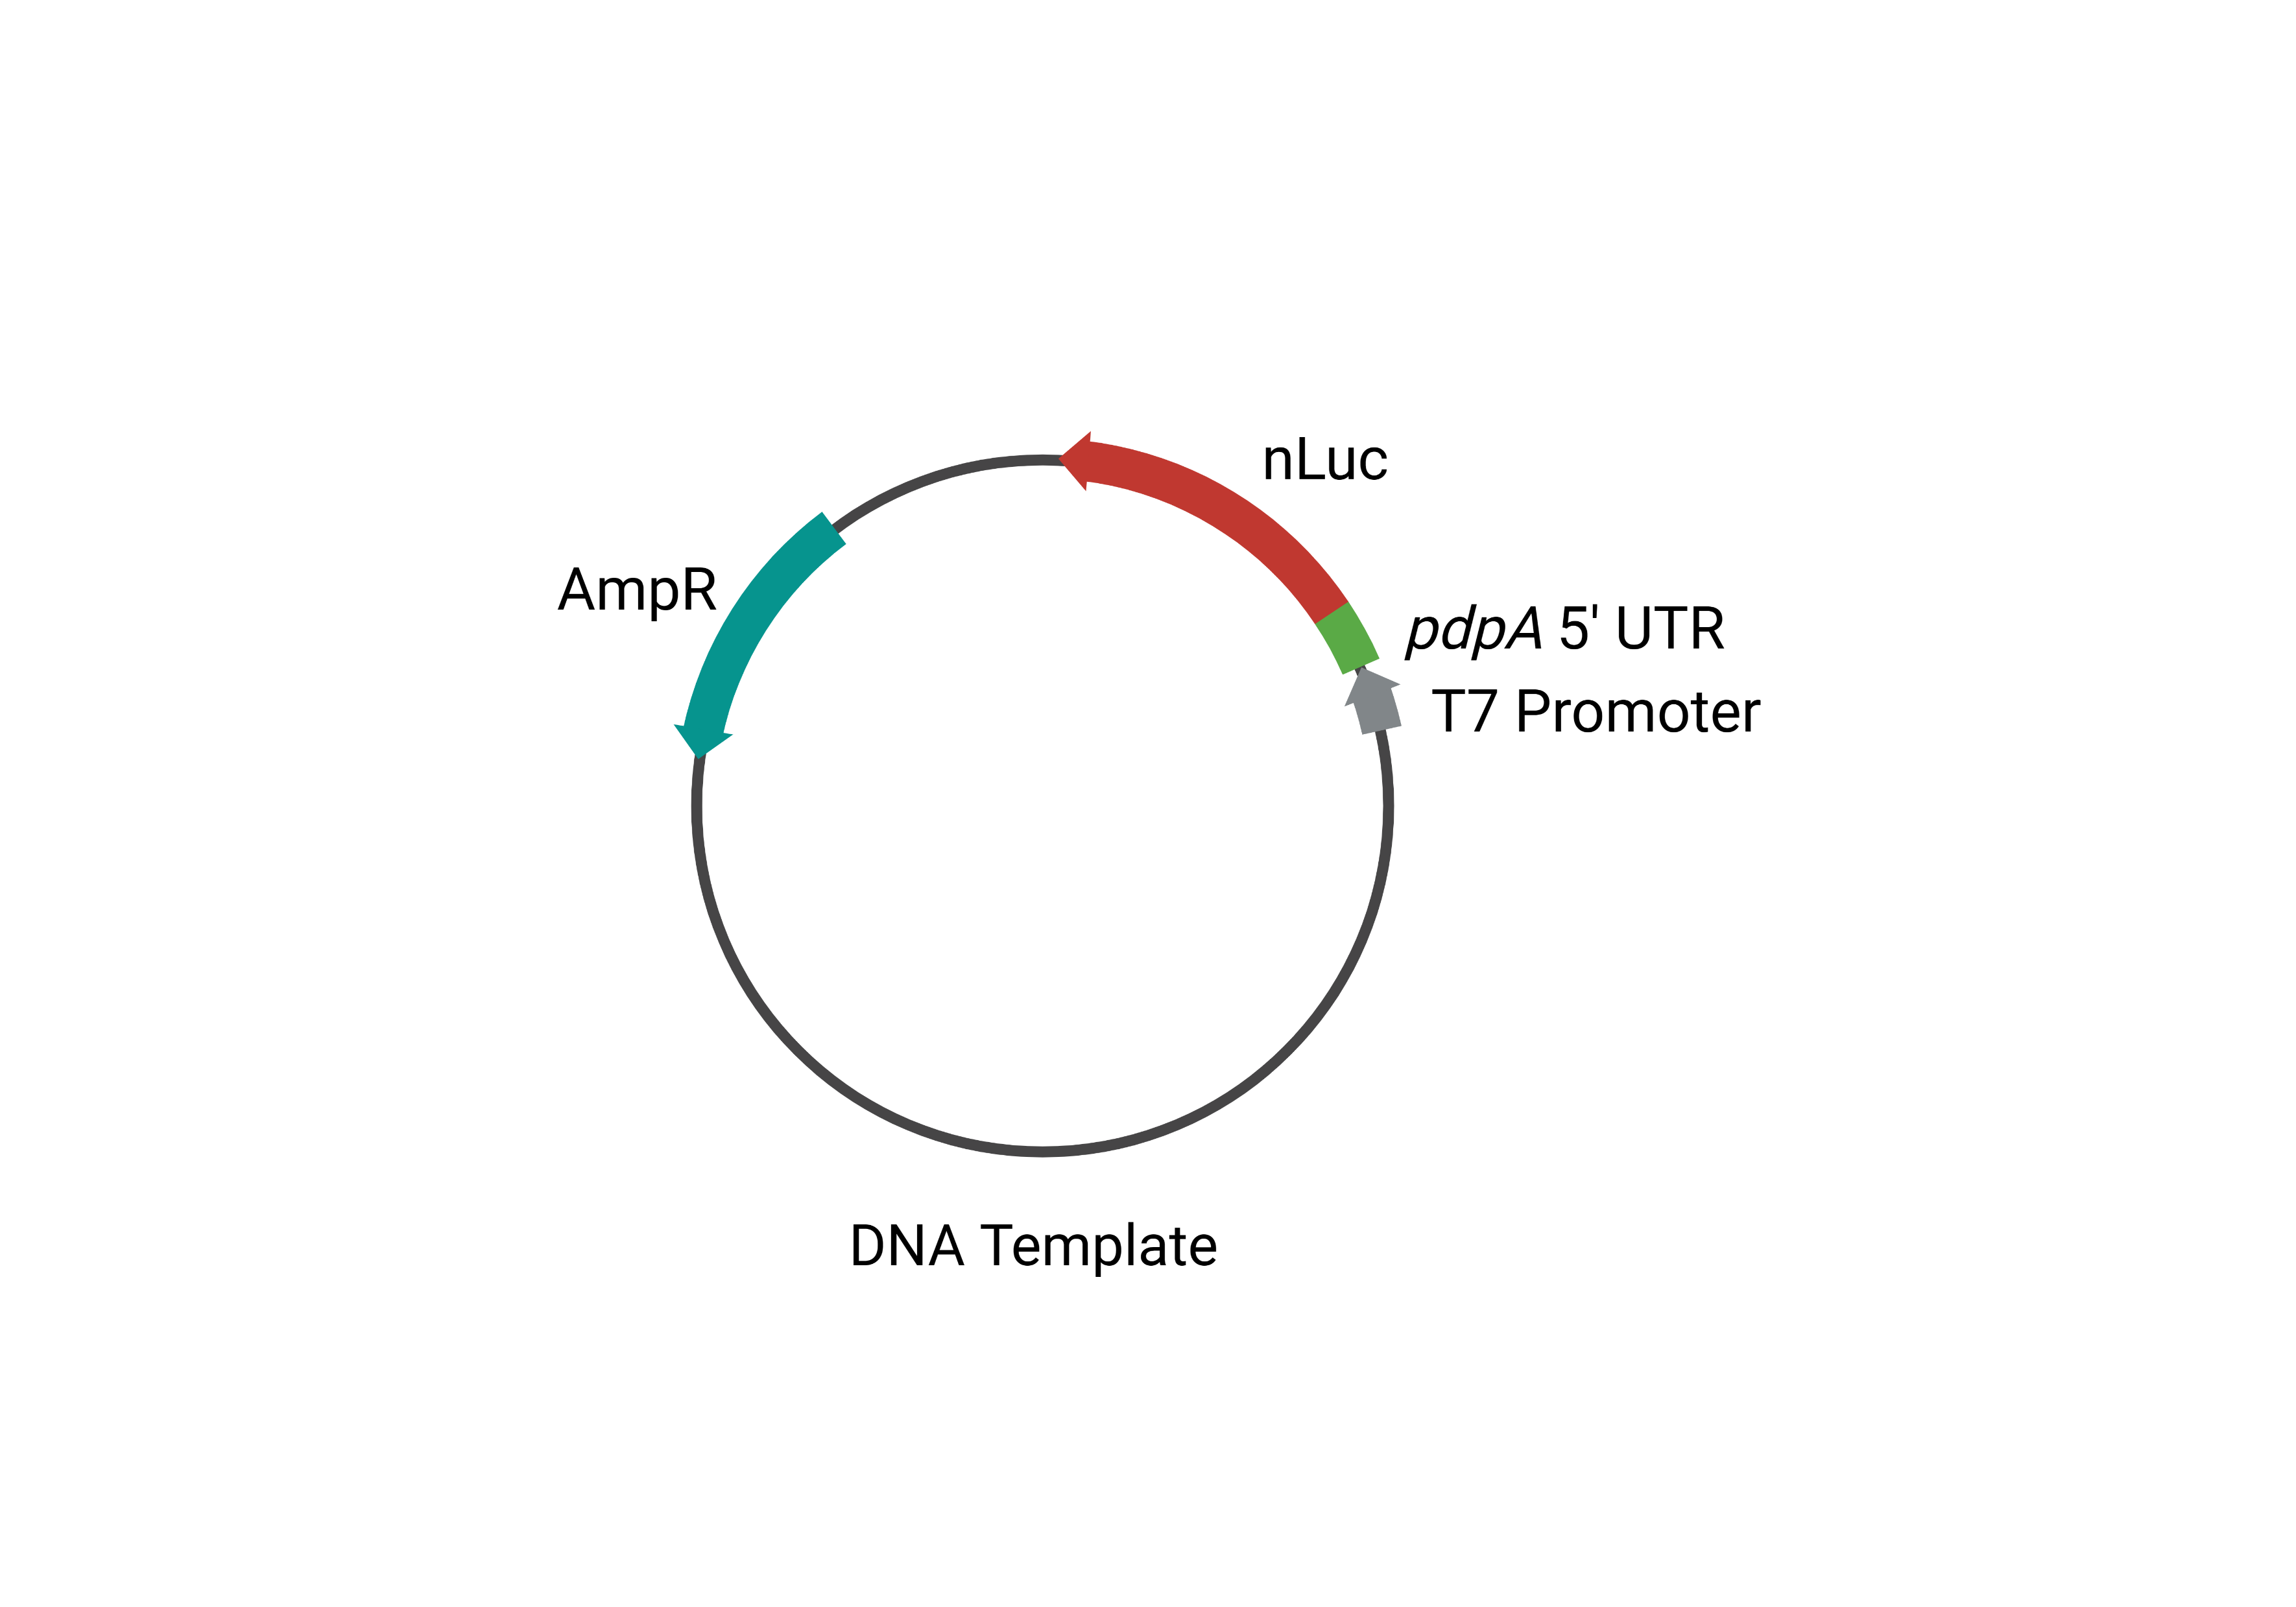 nLuc
AmpR
pdpA 5' UTR
T7 Promoter
DNA Template